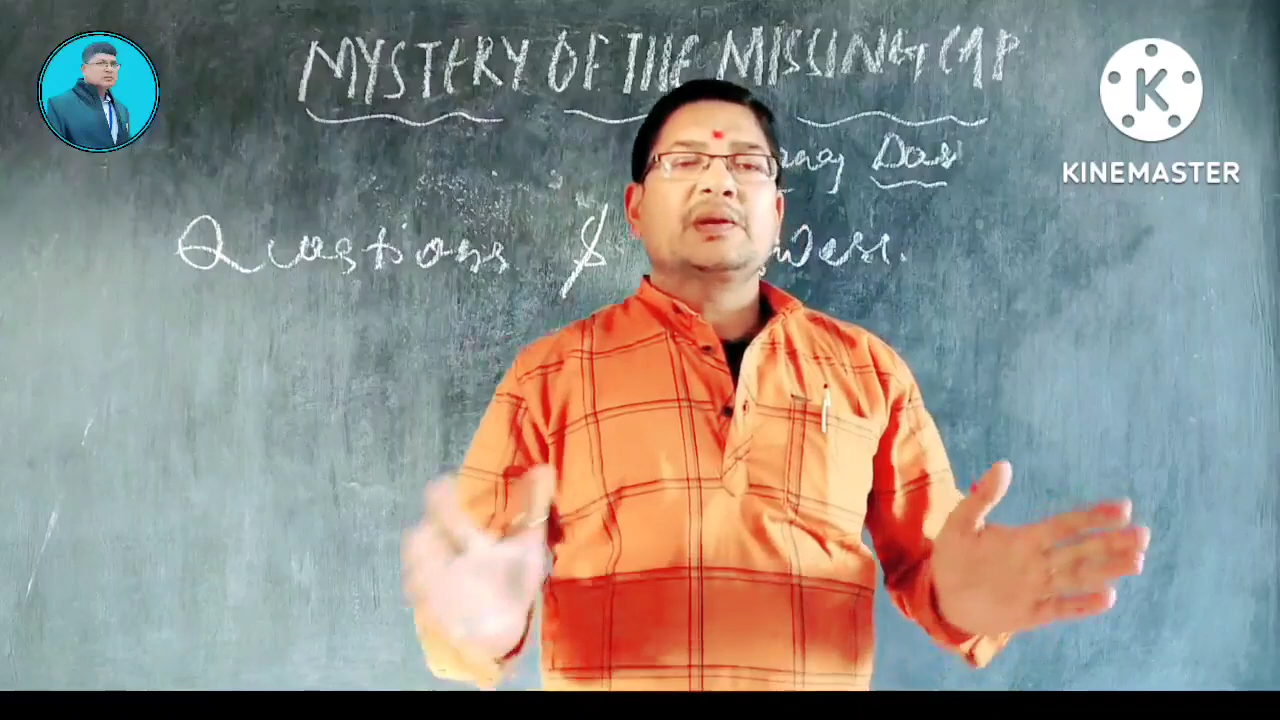 MYSTERY OF THE MISSING CAP
Das
Questions &
K
KINEMASTER